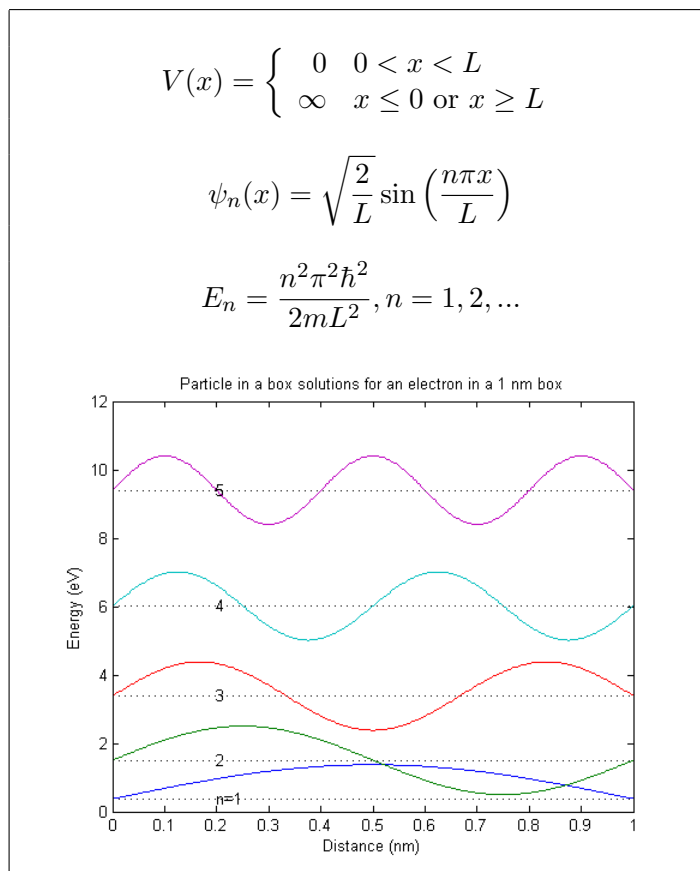 V(x) = { 0 0 < x < L
∞ x ≤ 0 or x ≥ L
ψₙ(x) = √(2/L) sin (nπx/L)
Eₙ = n²π²ℏ²/2mL², n = 1, 2, ...
Particle in a box solutions for an electron in a 1 nm box
12
10
8
6
4
2
0
Energy (eV)
5
4
3
2
n=1
0 0.1 0.2 0.3 0.4 0.5 0.6 0.7 0.8 0.9 1
Distance (nm)